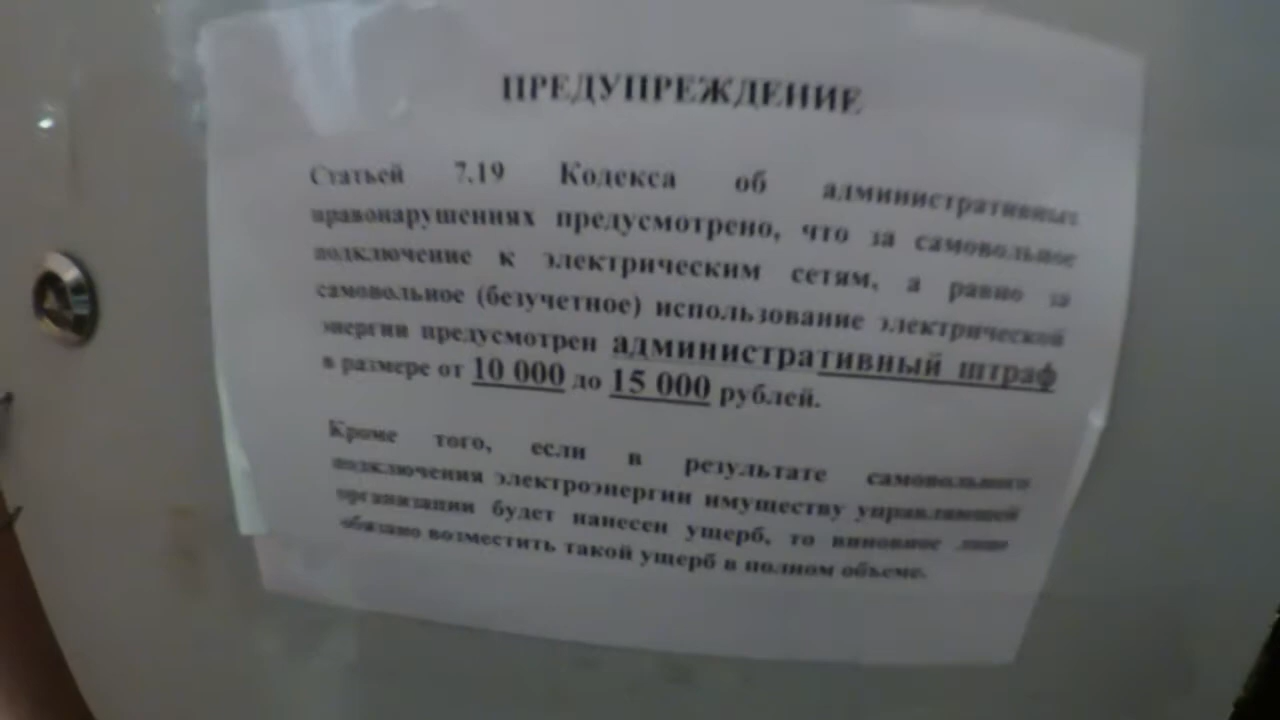 ПРЕДУПРЕЖДЕНИЕ
Статьей 7.19 Кодекса об административных
правонарушениях предусмотрено, что за самовольное
подключение к электрическим сетям, а равно за
самовольное (безучетное) использование электрической
энергии предусмотрен административный штраф
в размере от 10 000 до 15 000 рублей.
Кроме того, если в результате самовольного
подключения электроэнергии имуществу управляющей
организации будет нанесен ущерб, то виновное лицо
обязано возместить такой ущерб в полном объеме.